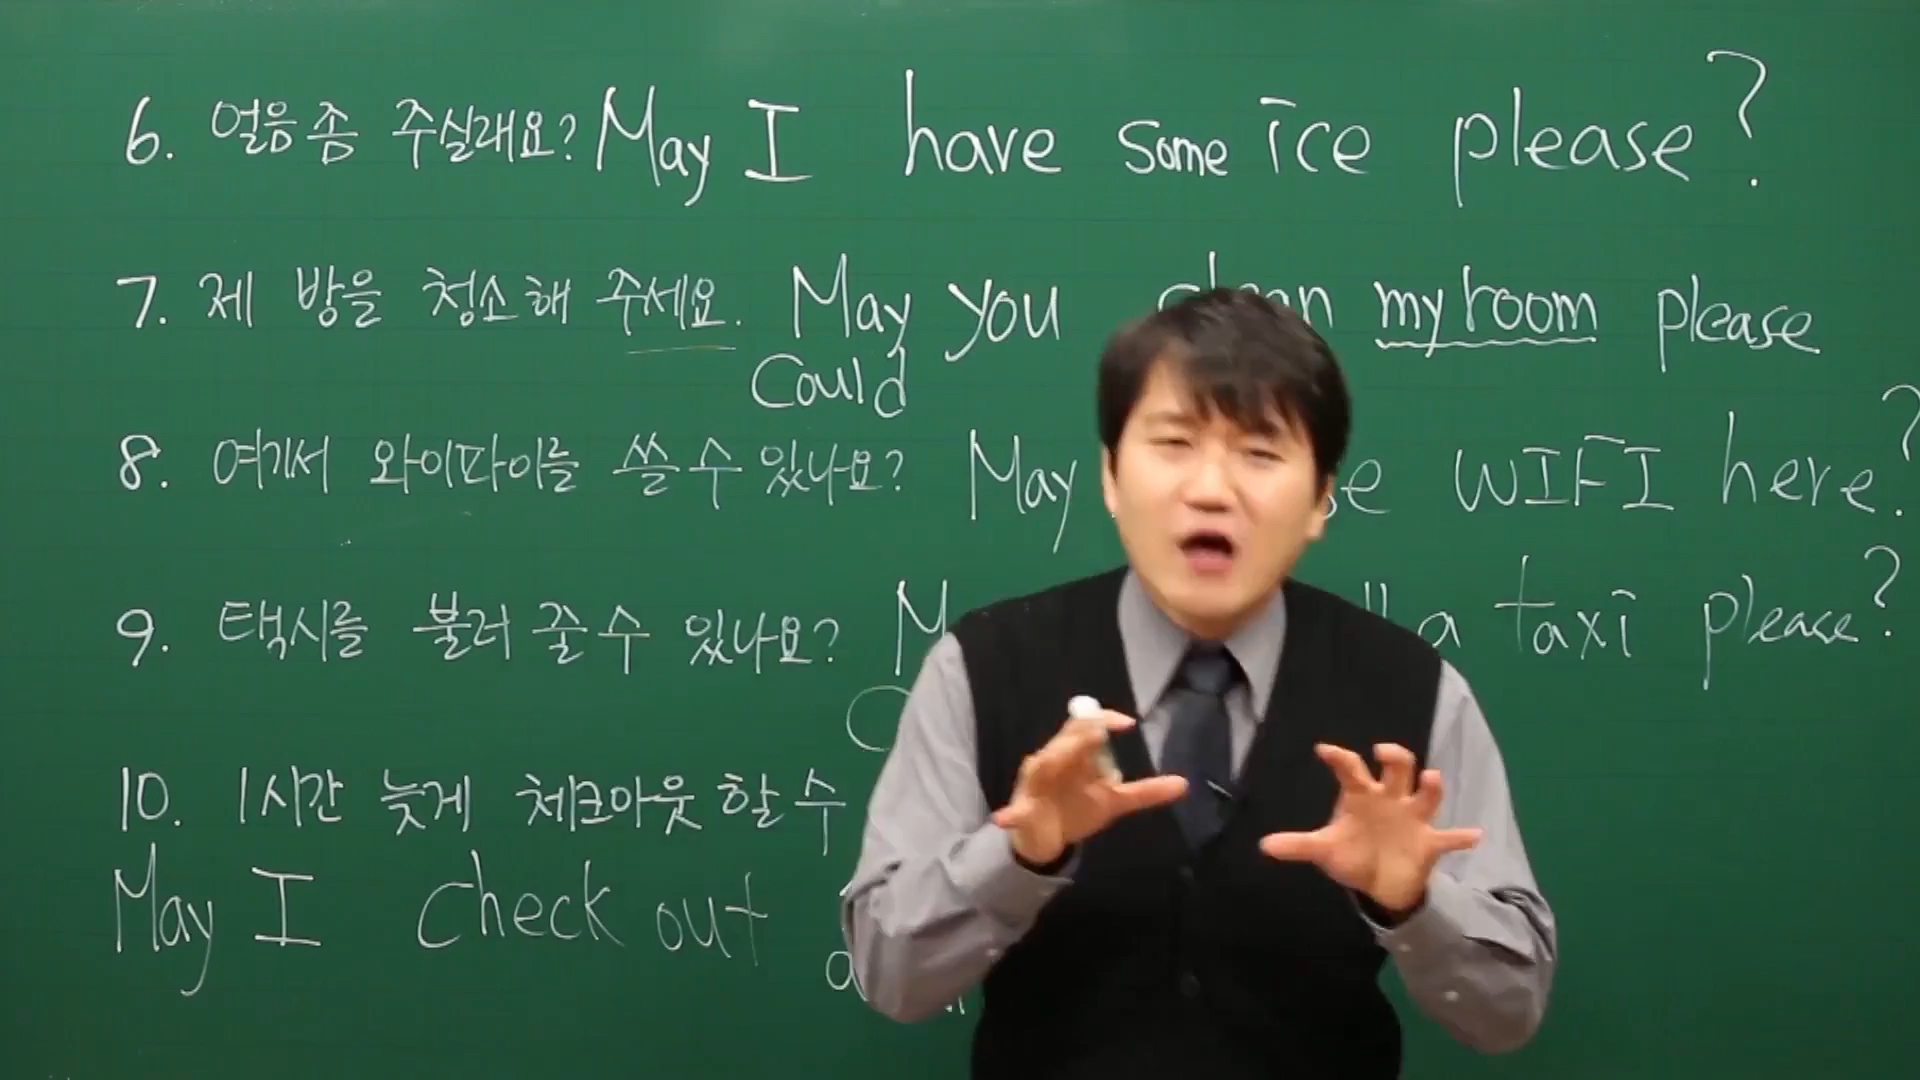 6. 얼음 좀 주실래요? May I have some ice please?
7. 제 방을 청소해 주세요. May you clean my room please
Could
8. 여기서 와이파이를 쓸 수 있나요? May WIFI here?
9. 택시를 불러 줄 수 있나요? a taxi please?
10. 1시간 늦게 체크아웃 할 수
May I check out